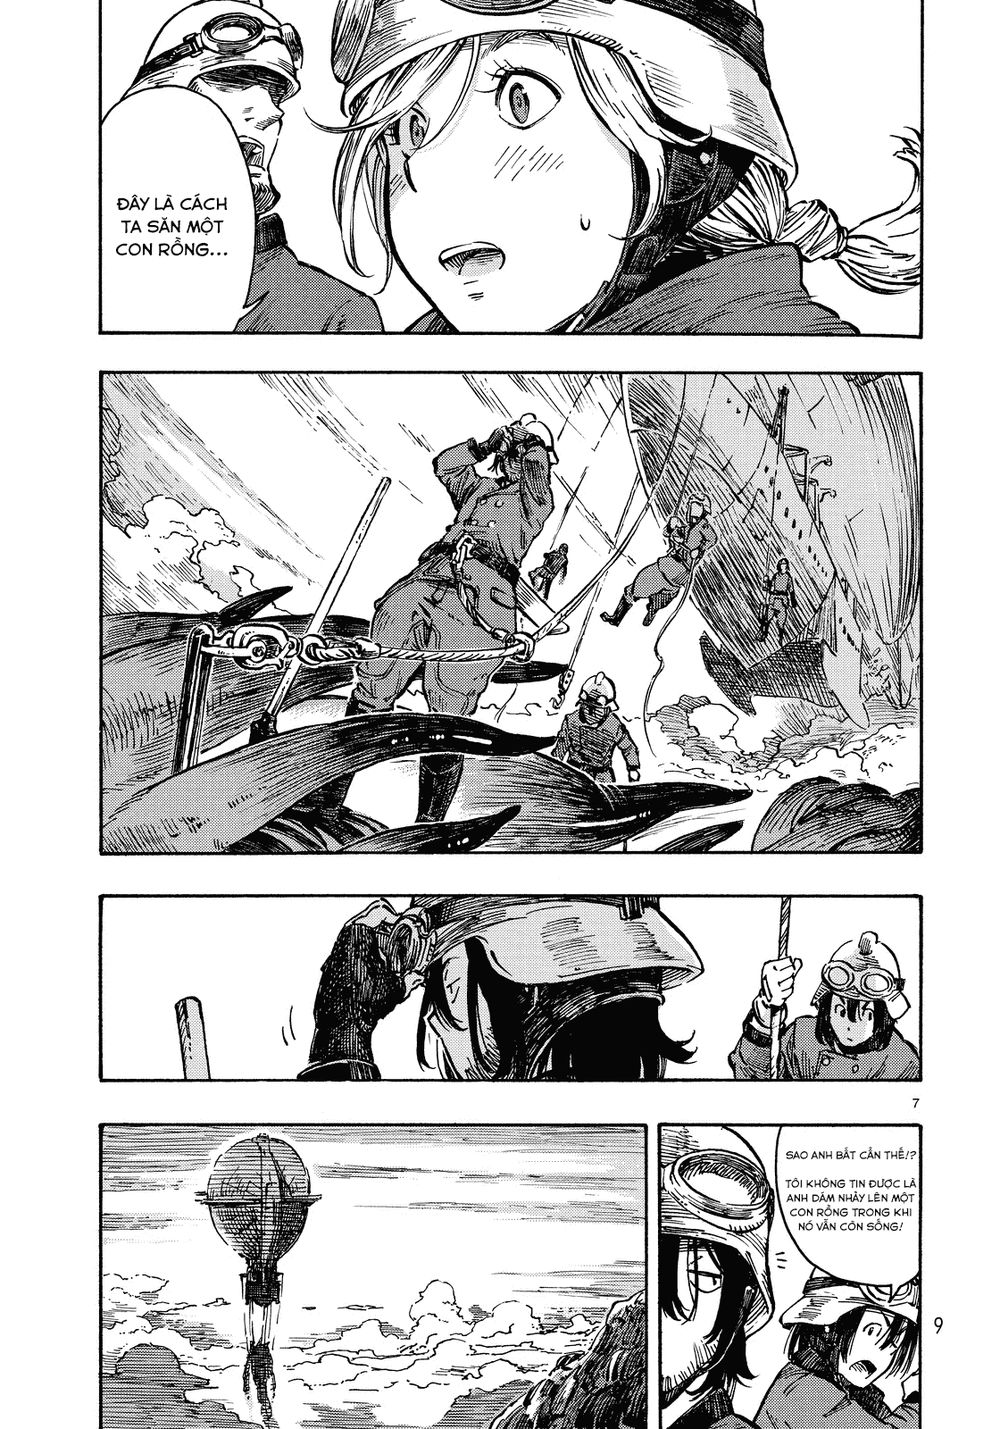 ĐÂY LÀ CÁCH
TA SĂN MỘT
CON RỒNG...
7
SAO ANH BẤT CẨN THẾ!?
TÔI KHÔNG TIN ĐƯỢC LÀ
ANH DÁM NHẢY LÊN MỘT
CON RỒNG TRONG KHI
NÓ VẪN CÒN SỐNG!
9